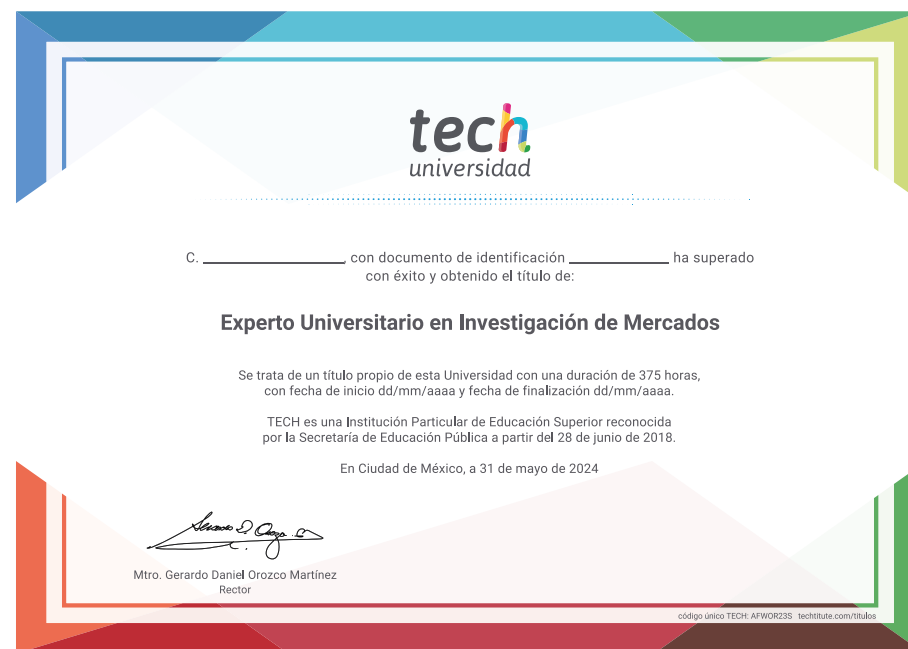 tech
universidad
C. ____________, con documento de identificación ____________ ha superado
con éxito y obtenido el título de:
Experto Universitario en Investigación de Mercados
Se trata de un título propio de esta Universidad con una duración de 375 horas,
con fecha de inicio dd/mm/aaaa y fecha de finalización dd/mm/aaaa.
TECH es una Institución Particular de Educación Superior reconocida
por la Secretaría de Educación Pública a partir del 28 de junio de 2018.
En Ciudad de México, a 31 de mayo de 2024
Mtro. Gerardo Daniel Orozco Martínez
Rector
código único TECH: AFWOR23S techtitute.com/titulos